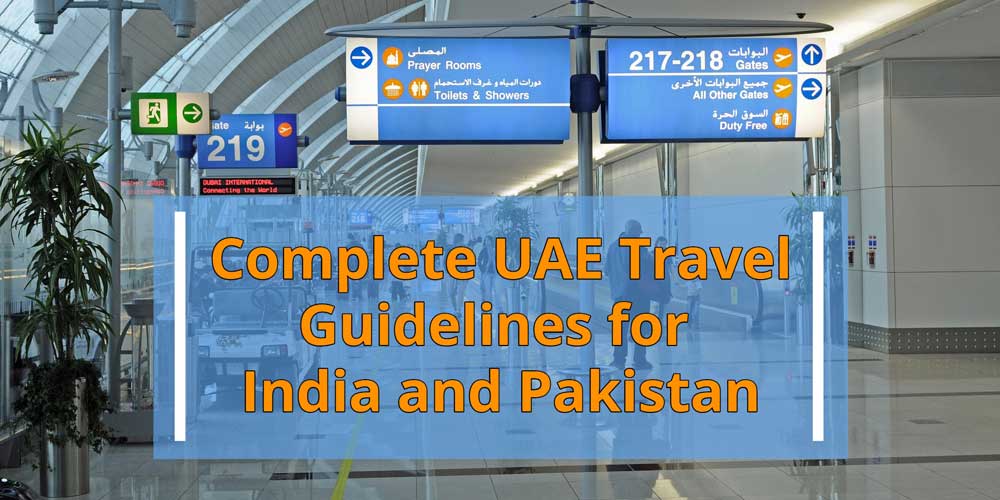 المصلى
Prayer Rooms
دورات المياه و غرف الاستحمام
Toilets & Showers
217-218 البوابات
Gates
جميع البوابات الأخرى
All Other Gates
السوق الحرة
Duty Free
Gate بوابة
219
DUBAI INTERNATIONAL
Connecting the World
Complete UAE Travel
Guidelines for
India and Pakistan